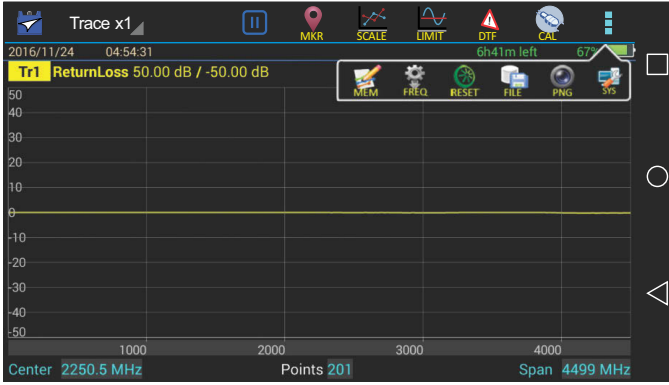 Trace x1
MKR SCALE LIMIT DTF CAL
2016/11/24 04:54:31 6h41m left 67%
Tr1 ReturnLoss 50.00 dB / -50.00 dB
MEM FREQ RESET FILE PNG SYS
50
40
30
20
10
0
-10
-20
-30
-40
-50
1000 2000 3000 4000
Center 2250.5 MHz Points 201 Span 4499 MHz